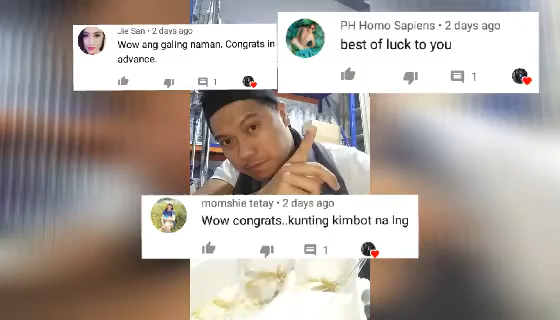 Jie San • 2 days ago
Wow ang galing naman. Congrats in
advance.
1
PH Homo Sapiens • 2 days ago
best of luck to you
1
momshie tetay • 2 days ago
Wow congrats..kunting kimbot na lng
1